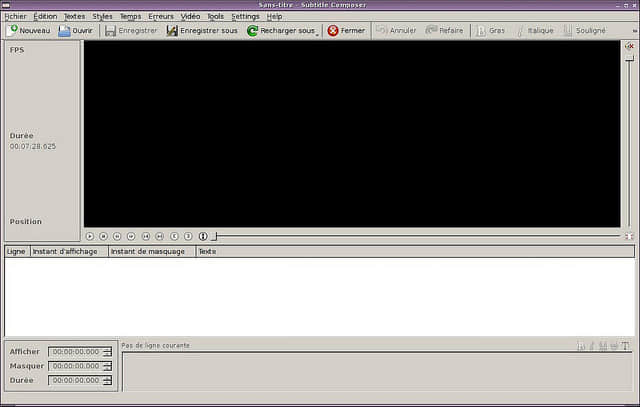 Sans-titre - Subtitle Composer
Fichier Édition Textes Styles Temps Erreurs Vidéo Tools Settings Help
Nouveau Ouvrir Enregistrer Enregistrer sous Recharger sous Fermer Annuler Refaire Gras Italique Souligné
FPS
Durée
00:07:28.625
Position
Ligne Instant d'affichage Instant de masquage Texte
Pas de ligne courante
Afficher 00:00:00.000
Masquer 00:00:00.000
Durée 00:00:00.000